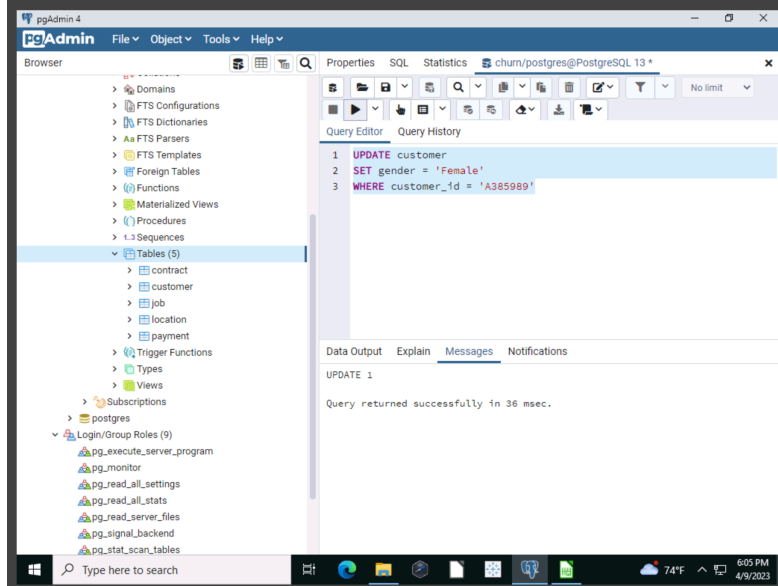 pgAdmin 4
pgAdmin File Object Tools Help
Browser
Properties SQL Statistics churn/postgres@PostgreSQL 13 *
No limit
Query Editor Query History
1 UPDATE customer
2 SET gender = 'Female'
3 WHERE customer_id = 'A385989'
Domains
FTS Configurations
FTS Dictionaries
Aa FTS Parsers
FTS Templates
Foreign Tables
Functions
Materialized Views
Procedures
1..3 Sequences
Tables (5)
contract
customer
job
location
payment
Trigger Functions
Types
Views
Subscriptions
postgres
Login/Group Roles (9)
pg_execute_server_program
pg_monitor
pg_read_all_settings
pg_read_all_stats
pg_read_server_files
pg_signal_backend
pg_stat_scan_tables
Data Output Explain Messages Notifications
UPDATE 1
Query returned successfully in 36 msec.
Type here to search
74°F
6:05 PM
4/9/2023